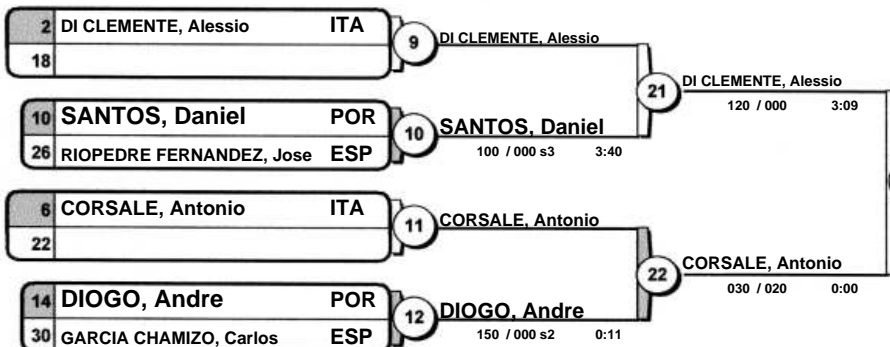 2 DI CLEMENTE, Alessio ITA
18
9 DI CLEMENTE, Alessio
10 SANTOS, Daniel POR
26 RIOPEDRE FERNANDEZ, Jose ESP
10 SANTOS, Daniel
100 / 000 s3 3:40
21 DI CLEMENTE, Alessio
120 / 000 3:09
6 CORSALE, Antonio ITA
22
11 CORSALE, Antonio
14 DIOGO, Andre POR
30 GARCIA CHAMIZO, Carlos ESP
12 DIOGO, Andre
150 / 000 s2 0:11
22 CORSALE, Antonio
030 / 020 0:00